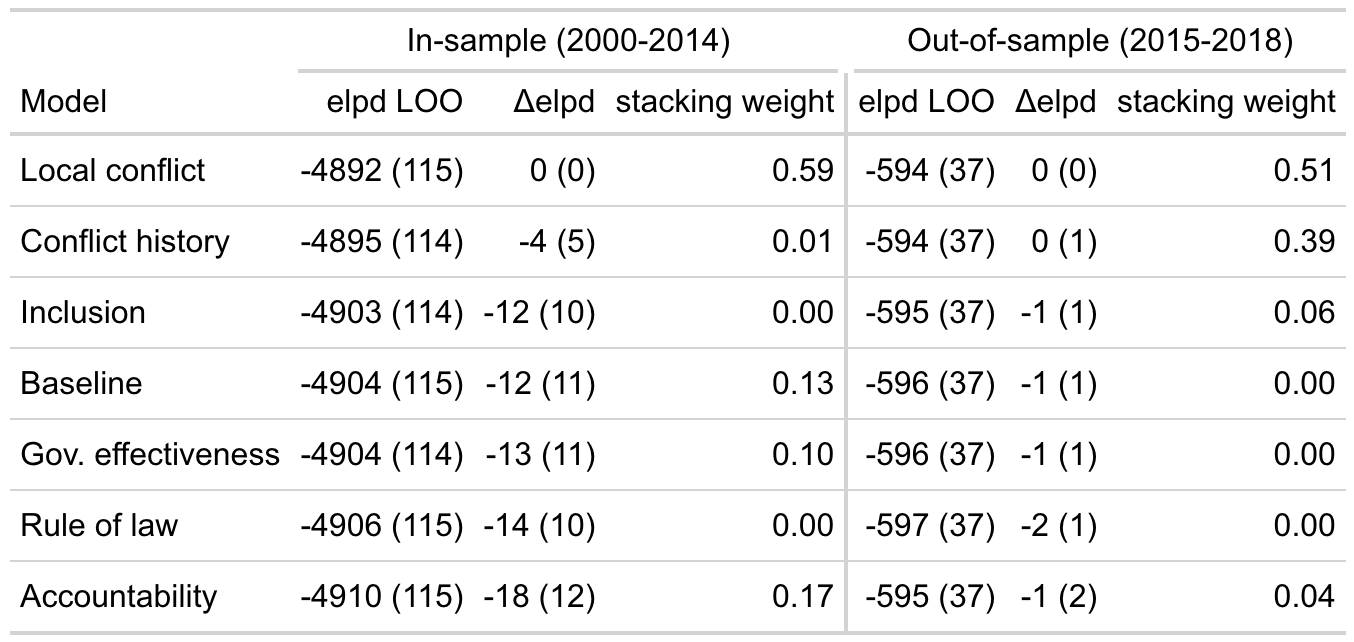 In-sample (2000-2014) Out-of-sample (2015-2018)
Model elpd LOO Δelpd stacking weight elpd LOO Δelpd stacking weight
Local conflict -4892 (115) 0 (0) 0.59 -594 (37) 0 (0) 0.51
Conflict history -4895 (114) -4 (5) 0.01 -594 (37) 0 (1) 0.39
Inclusion -4903 (114) -12 (10) 0.00 -595 (37) -1 (1) 0.06
Baseline -4904 (115) -12 (11) 0.13 -596 (37) -1 (1) 0.00
Gov. effectiveness -4904 (114) -13 (11) 0.10 -596 (37) -1 (1) 0.00
Rule of law -4906 (115) -14 (10) 0.00 -597 (37) -2 (1) 0.00
Accountability -4910 (115) -18 (12) 0.17 -595 (37) -1 (2) 0.04